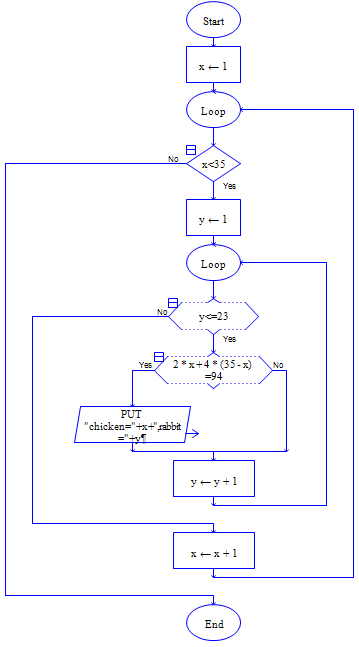 Start
x ← 1
Loop
No
x<35
Yes
y ← 1
Loop
No
y<=23
Yes
Yes
2 * x + 4 * (35 - x)
=94
No
PUT
"chicken="+x+",rabbit
="+y¶
y ← y + 1
x ← x + 1
End